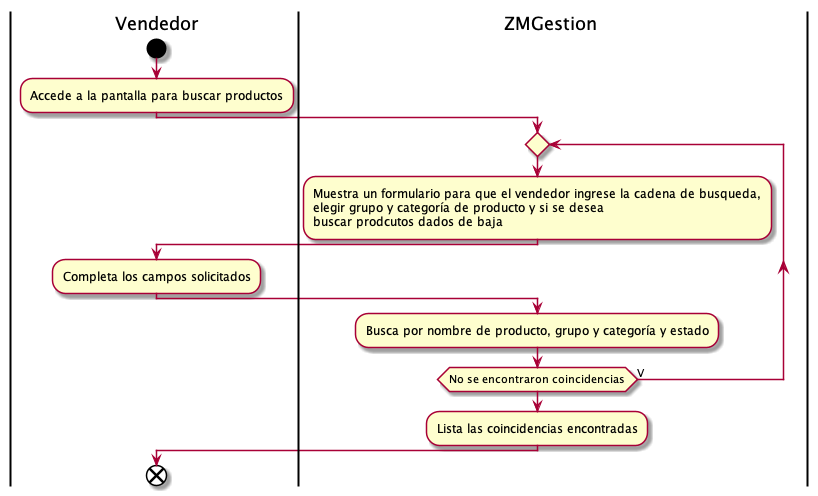 Vendedor
ZMGestion
Accede a la pantalla para buscar productos
Muestra un formulario para que el vendedor ingrese la cadena de busqueda,
elegir grupo y categoría de producto y si se desea
buscar prodcutos dados de baja
Completa los campos solicitados
Busca por nombre de producto, grupo y categoría y estado
No se encontraron coincidencias
V
Lista las coincidencias encontradas